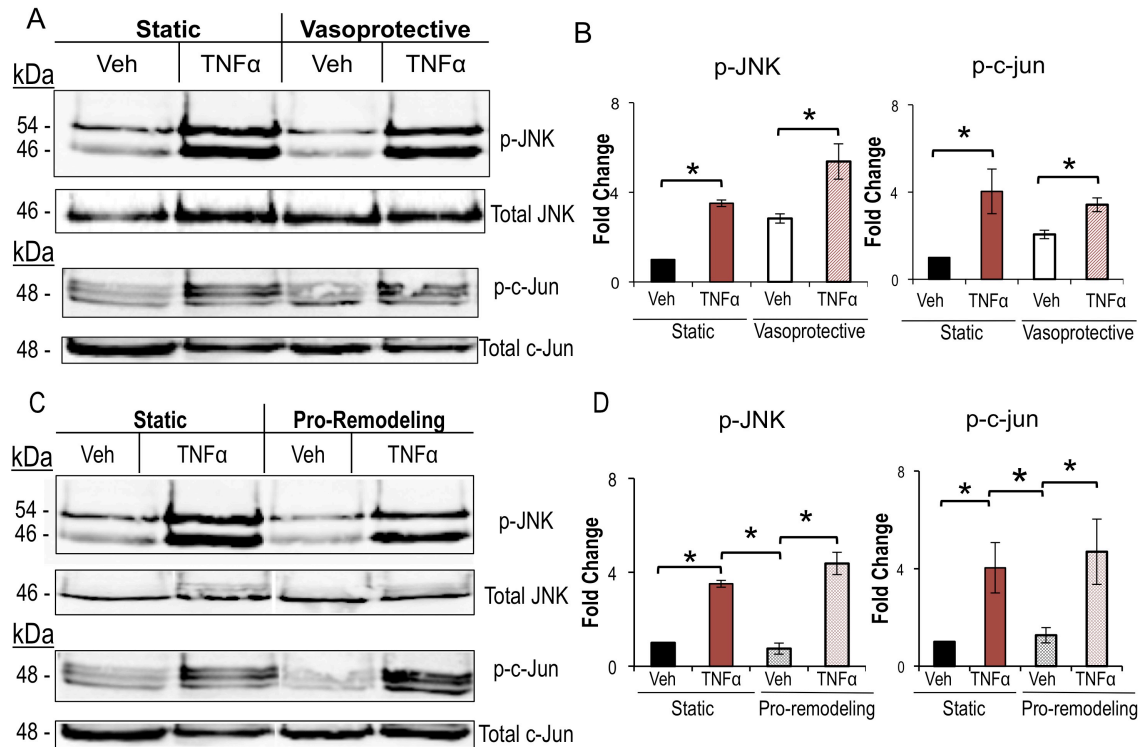 A
Static Vasoprotective
Veh TNFα Veh TNFα
kDa
54 -
46 -
p-JNK
46 -
Total JNK
kDa
48 -
p-c-Jun
48 -
Total c-Jun
B
p-JNK
Fold Change
8
4
0
* *
Veh TNFα Veh TNFα
Static Vasoprotective
p-c-jun
Fold Change
8
4
0
* *
Veh TNFα Veh TNFα
Static Vasoprotective
C
Static Pro-Remodeling
Veh TNFα Veh TNFα
kDa
54 -
46 -
p-JNK
46 -
Total JNK
kDa
48 -
p-c-Jun
48 -
Total c-Jun
D
p-JNK
Fold Change
8
4
0
* * *
Veh TNFα Veh TNFα
Static Pro-remodeling
p-c-jun
Fold Change
8
4
0
* * *
Veh TNFα Veh TNFα
Static Pro-remodeling